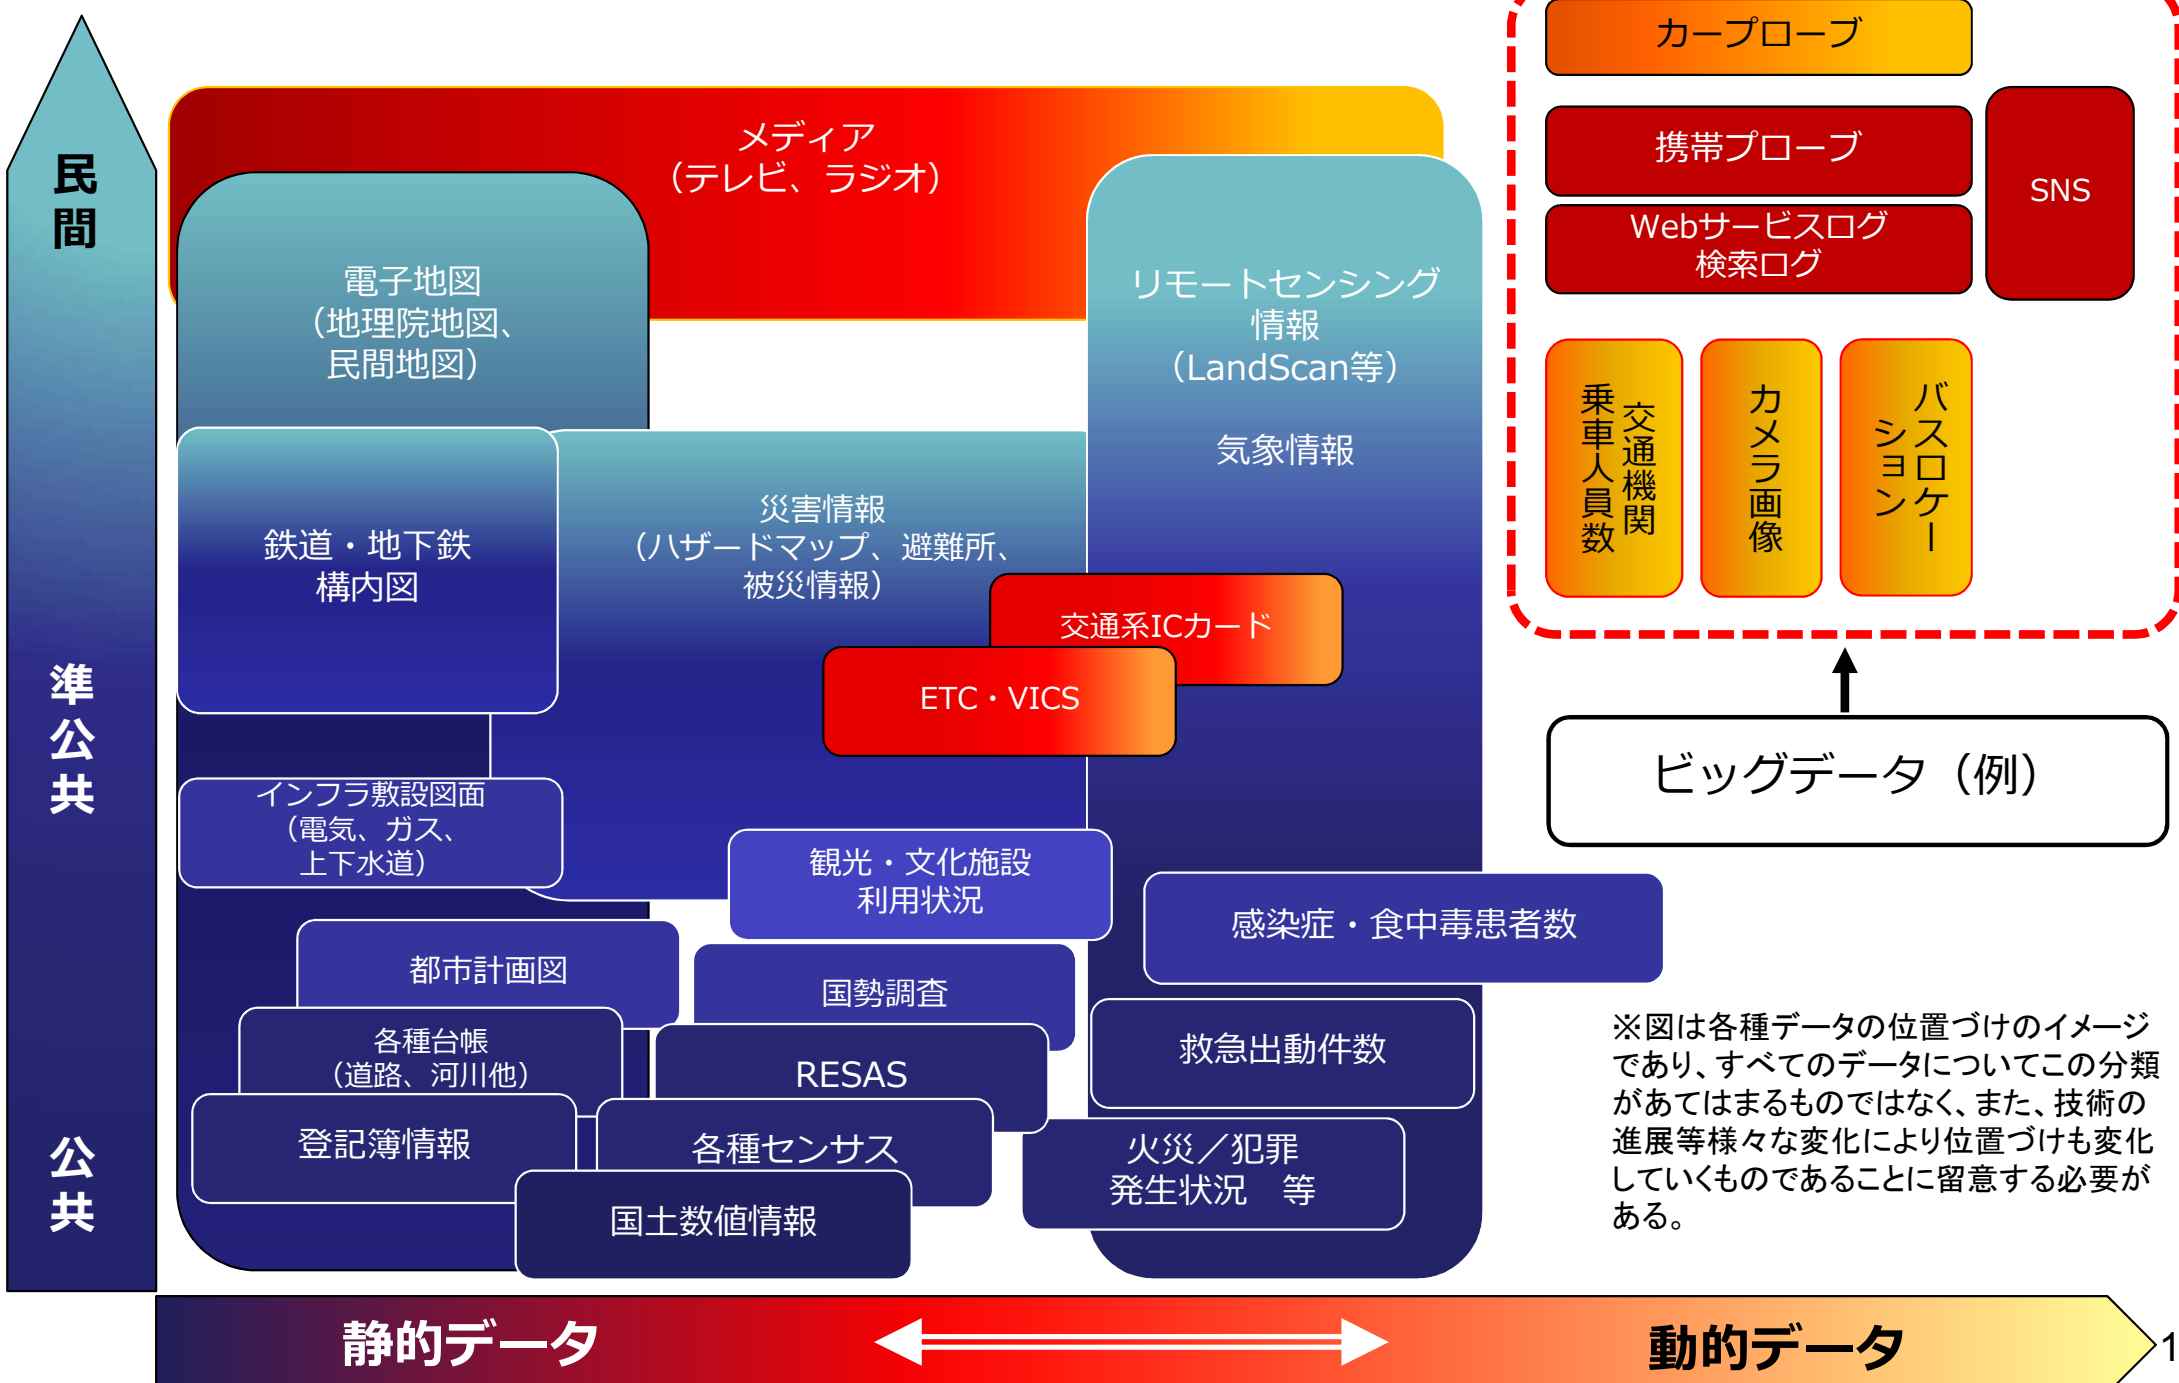 民間
準公共
公共
メディア
（テレビ、ラジオ）
電子地図
（地理院地図、
民間地図）
リモートセンシング
情報
（LandScan等）
気象情報
鉄道・地下鉄
構内図
災害情報
（ハザードマップ、避難所、
被災情報）
交通系ICカード
ETC・VICS
インフラ敷設図面
（電気、ガス、
上下水道）
観光・文化施設
利用状況
感染症・食中毒患者数
都市計画図
国勢調査
各種台帳
（道路、河川他）
RESAS
救急出動件数
登記簿情報
各種センサス
火災／犯罪
発生状況　等
国土数値情報
カープローブ
携帯プローブ
Webサービスログ
検索ログ
SNS
交通機関
乗車人員数
カメラ画像
バスロケー
ション
ビッグデータ（例）
※図は各種データの位置づけのイメージ
であり、すべてのデータについてこの分類
があてはまるものではなく、また、技術の
進展等様々な変化により位置づけも変化
していくものであることに留意する必要が
ある。
静的データ
動的データ
1